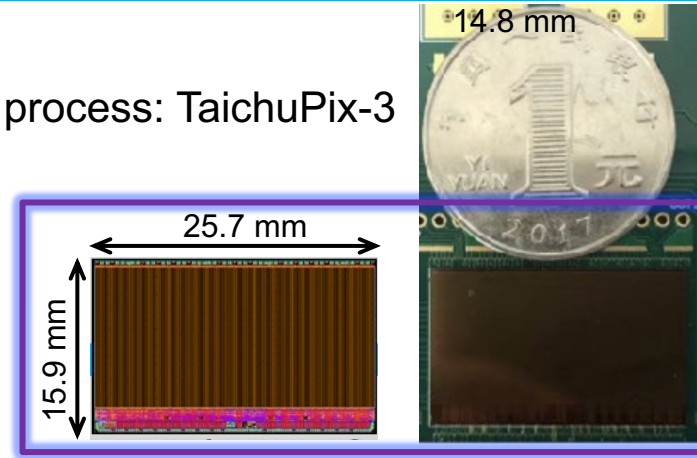 14.8 mm
process: TaichuPix-3
1
YI
YUAN
元
2017
25.7 mm
15.9 mm